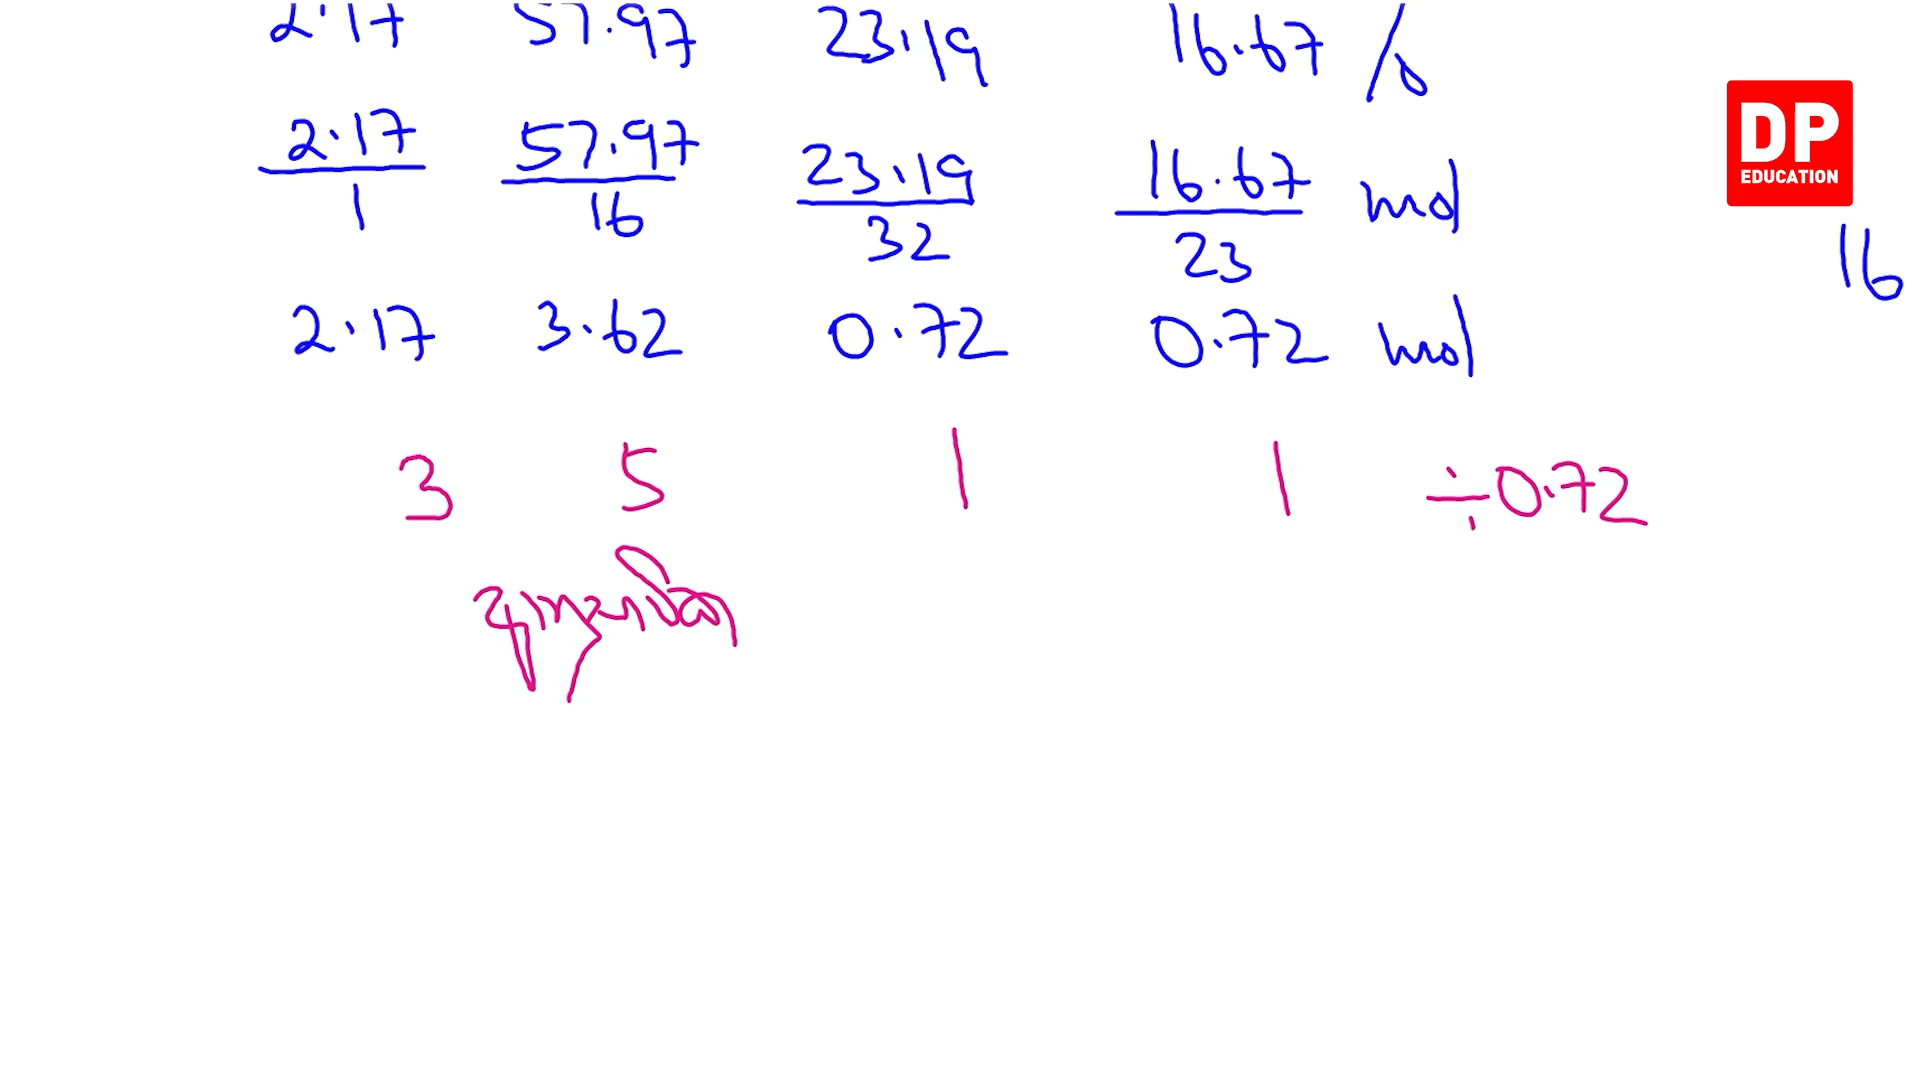 2.17 57.97 23.19 16.67 %
2.17/1 57.97/16 23.19/32 16.67/23 mol
2.17 3.62 0.72 0.72 mol
3 5 1 1 ÷0.72
DP
EDUCATION
16